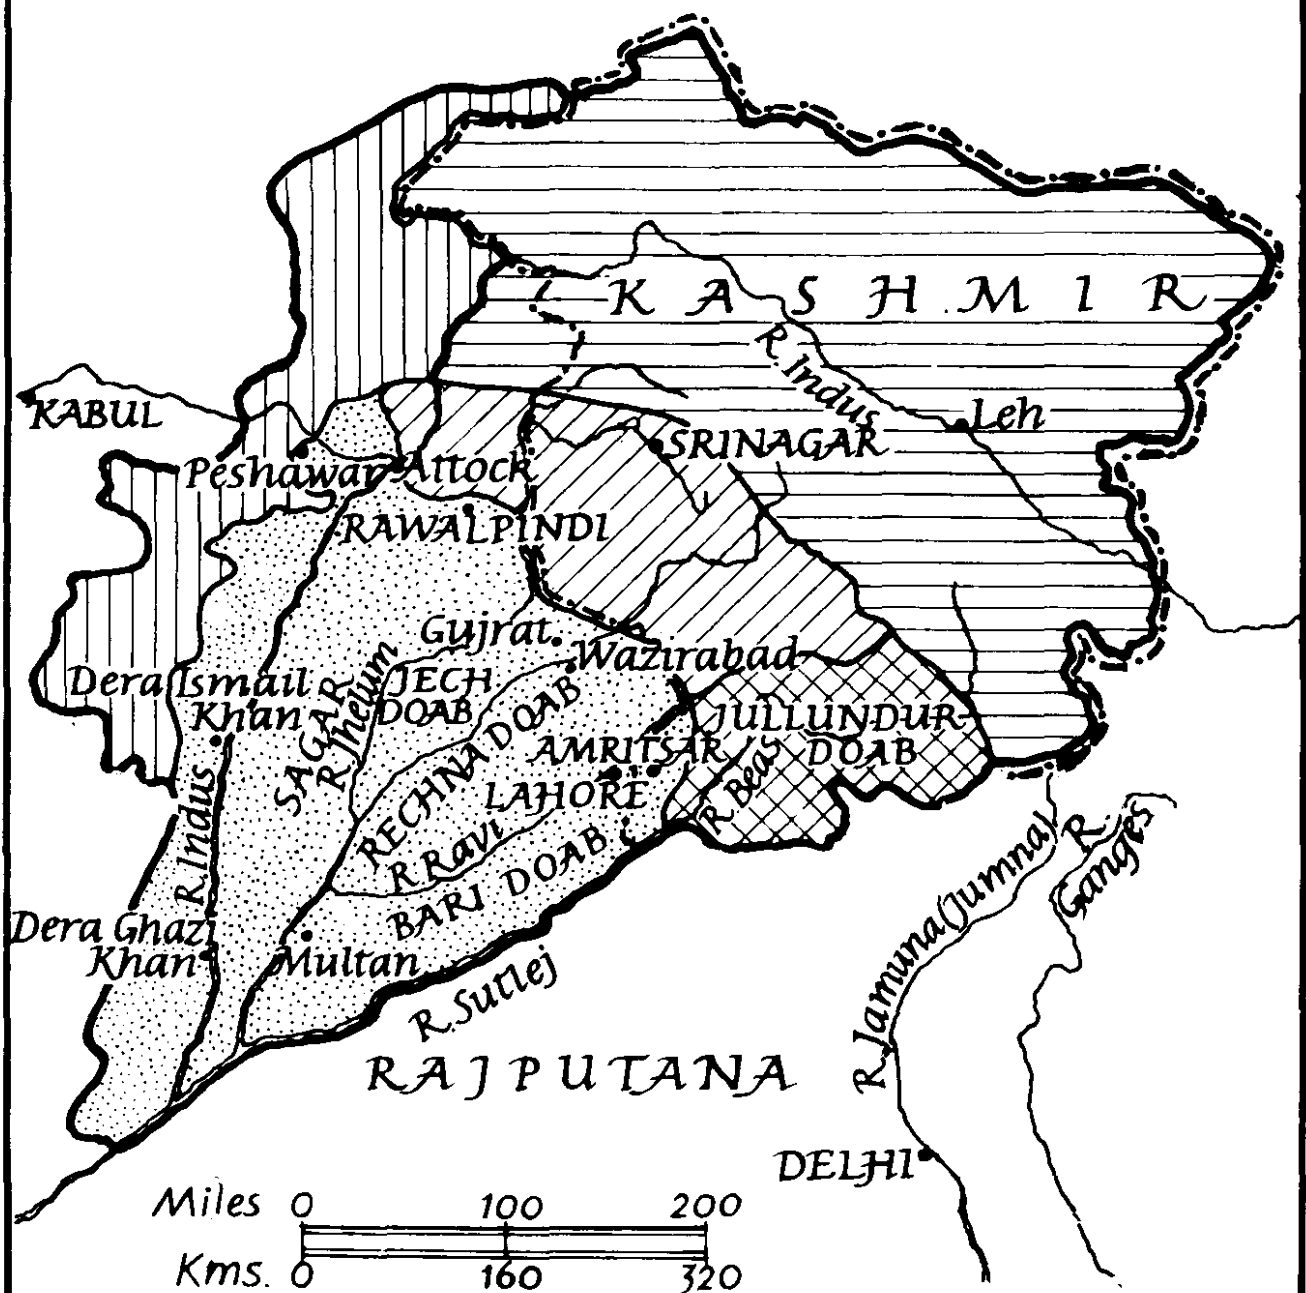 KASHMIR
R. Indus
Leh
KABUL
SRINAGAR
Peshawar
Attock
RAWALPINDI
Gujrat
Wazirabad
Dera Ismail
Khan
SAGAR
R. Jhelum
JECH
DOAB
RECHNA DOAB
JULLUNDUR
DOAB
AMRITSAR
LAHORE
R. Beas
R. Indus
R Ravi
BARI DOAB
Dera Ghazi
Khan
Multan
R. Sutlej
R. Jamuna (Jumna)
R.
Ganges
RAJPUTANA
DELHI
Miles 0 100 200
Kms. 0 160 320